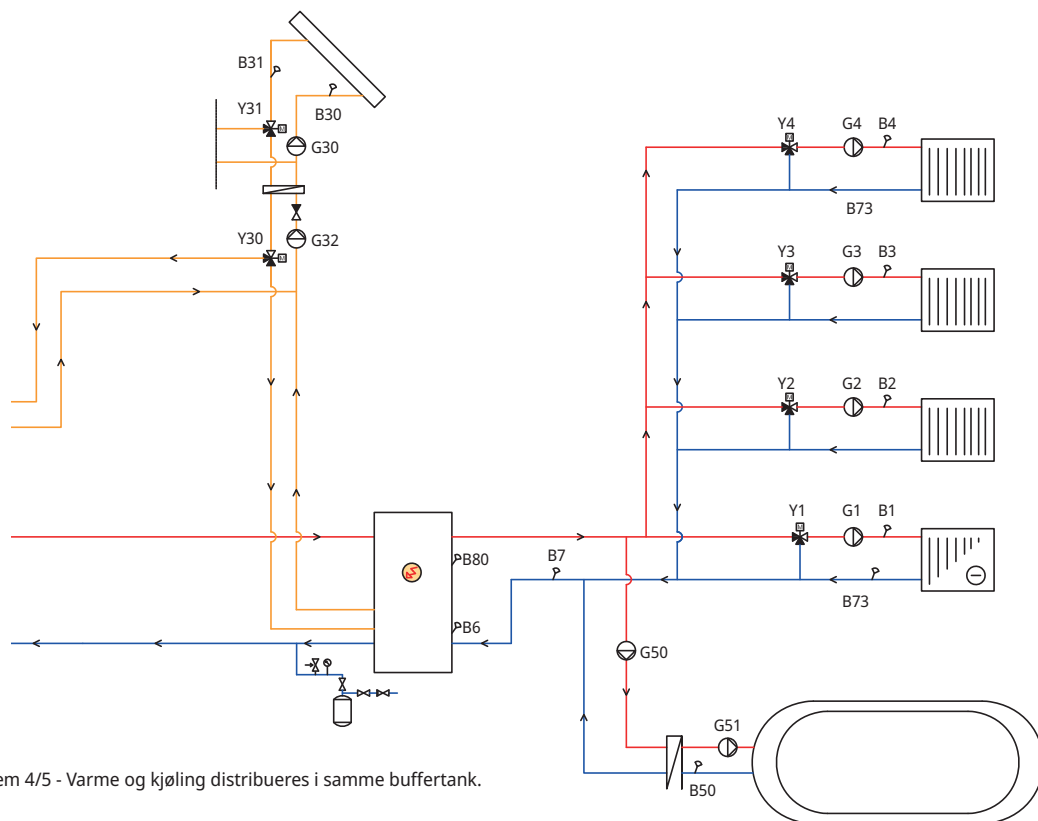 B31
B30
Y31
G30
Y4 G4 B4
B73
Y30
G32
Y3 G3 B3
Y2 G2 B2
Y1 G1 B1
B80
B7
B73
B6
G50
G51
B50
em 4/5 - Varme og kjøling distribueres i samme buffertank.